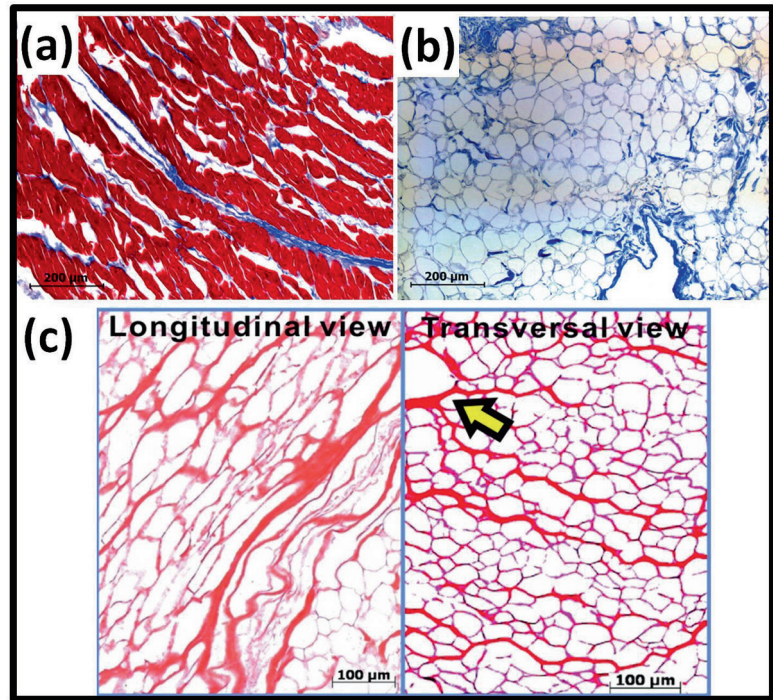 (a)
(b)
200 µm
200 µm
(c)
Longitudinal view
Transversal view
100 µm
100 µm